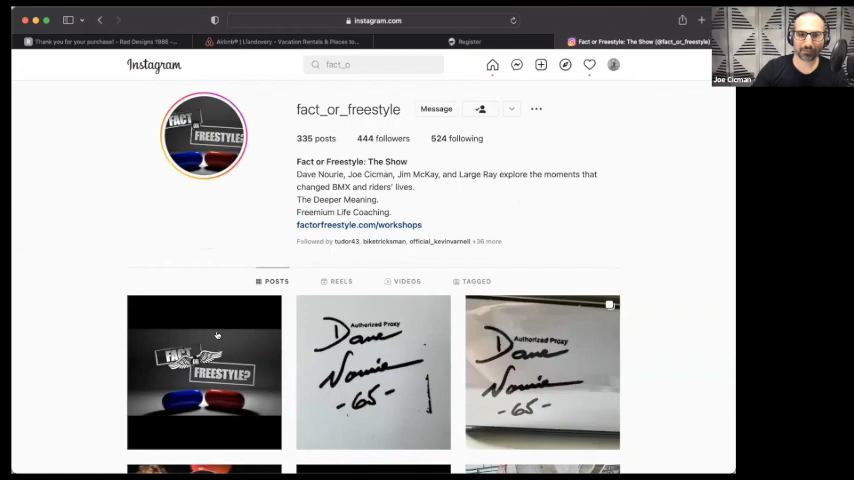 instagram.com
Thank you for your purchase! - Rad Designs 1986 -...
Airbnb® | Llandovery - Vacation Rentals & Places to...
Register
Fact or Freestyle: The Show (@fact_or_freestyle)
Joe Cicman
Instagram
fact_o
fact_or_freestyle
Message
335 posts 444 followers 524 following
Fact or Freestyle: The Show
Dave Nourie, Joe Cicman, Jim McKay, and Large Ray explore the moments that
changed BMX and riders' lives.
The Deeper Meaning.
Freemium Life Coaching.
factorfreestyle.com/workshops
Followed by tudor43, biketricksman, official_kevinvarnell +36 more
FACT
OR
FREESTYLE?
POSTS
REELS
VIDEOS
TAGGED
FACT
OR
FREESTYLE?
Authorized Proxy
Dave
Nourie
-65-
Authorized Proxy
Dave
Nourie
-65-